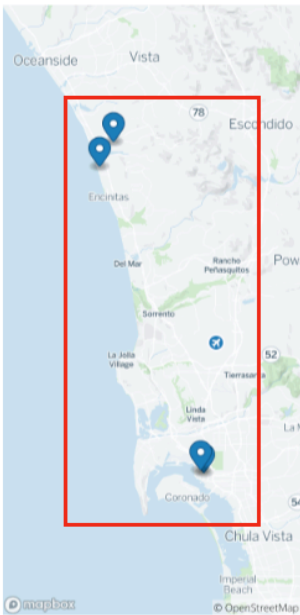 Oceanside
Vista
78
Escondido
Encinitas
Del Mar
Rancho
Peñasquitos
Pow
Sorrento
52
La Jolla
Village
Tierrasanta
Linda
Vista
La M
Coronado
54
Chula Vista
Imperial
Beach
mapbox
© OpenStreetMap